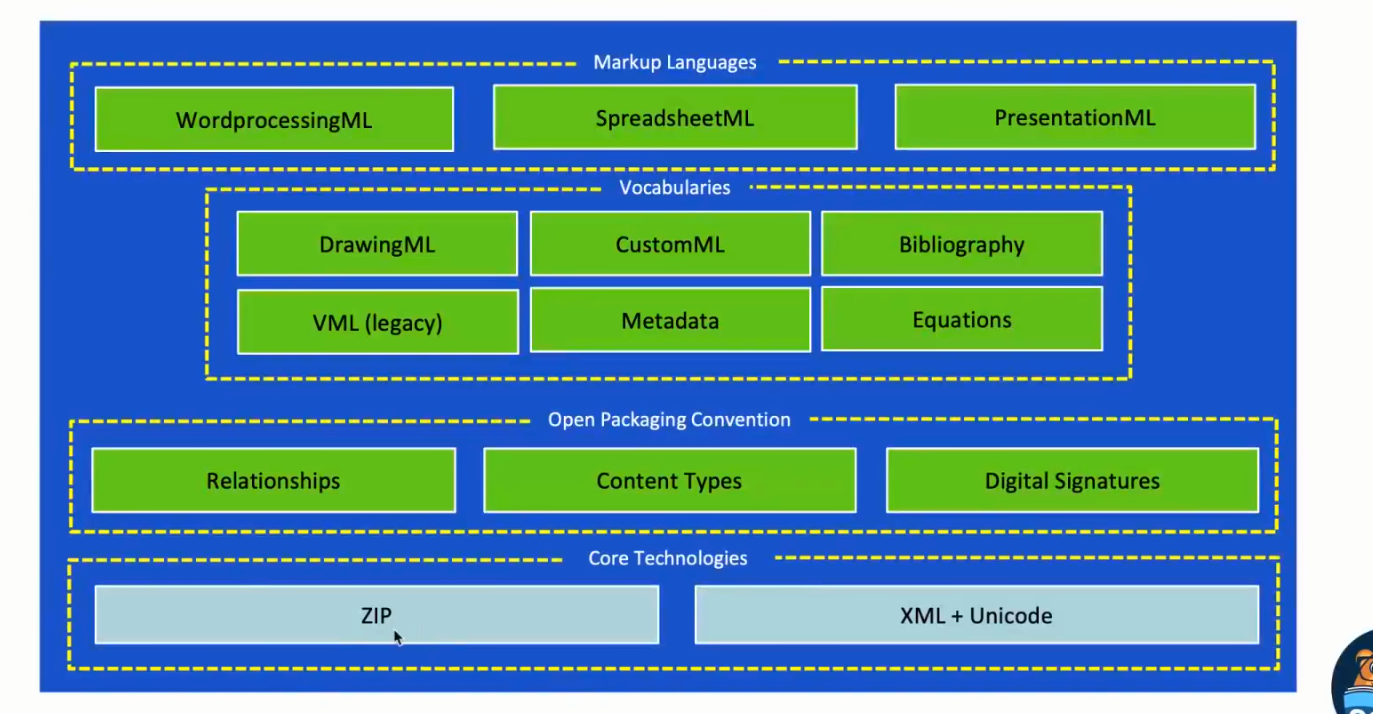 Markup Languages
WordprocessingML
SpreadsheetML
PresentationML
Vocabularies
DrawingML
CustomML
Bibliography
VML (legacy)
Metadata
Equations
Open Packaging Convention
Relationships
Content Types
Digital Signatures
Core Technologies
ZIP
XML + Unicode